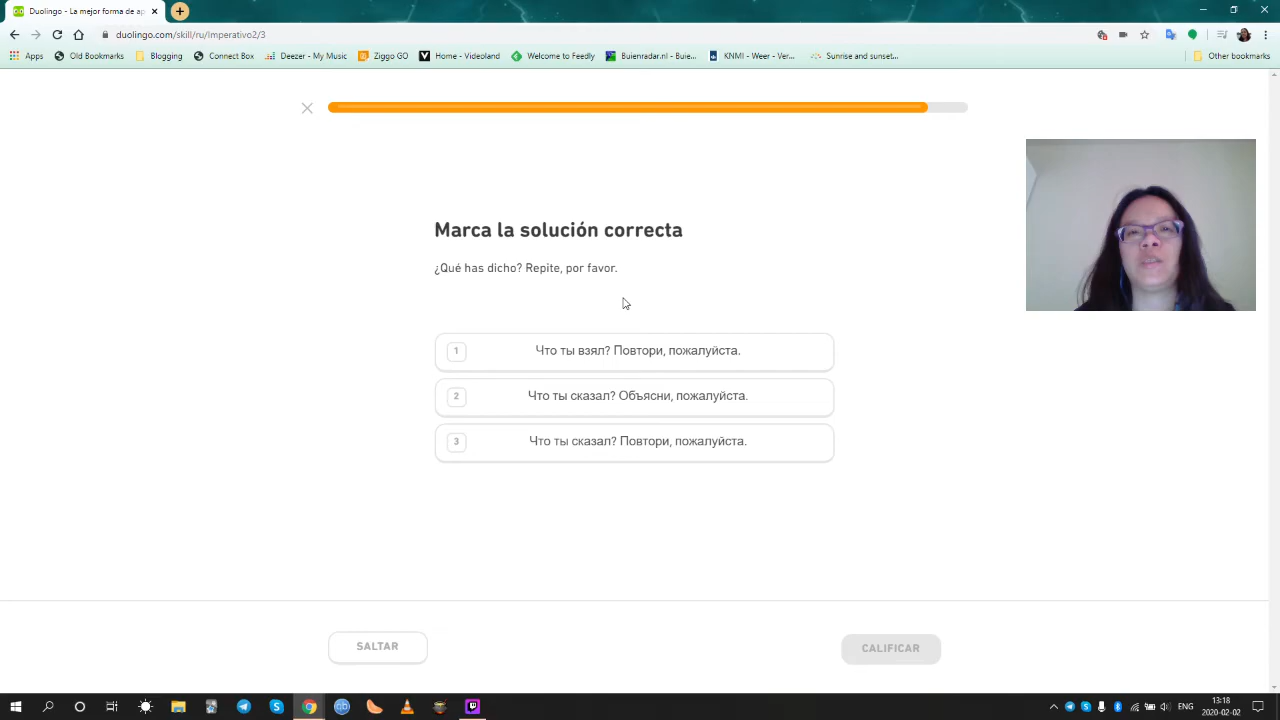 Duolingo - La mejor forma de ap
duolingo.com/skill/ru/Imperativo2/3
Apps
Old Bookmarks
Blogging
Connect Box
Deezer - My Music
Ziggo GO
Home - Videoland
Welcome to Feedly
Buienradar.nl - Buie...
KNMI - Weer - Ver...
Sunrise and sunset...
Other bookmarks
Marca la solución correcta
¿Qué has dicho? Repite, por favor.
1 Что ты взял? Повтори, пожалуйста.
2 Что ты сказал? Объясни, пожалуйста.
3 Что ты сказал? Повтори, пожалуйста.
SALTAR
CALIFICAR
qb
ENG
13:18
2020-02-02